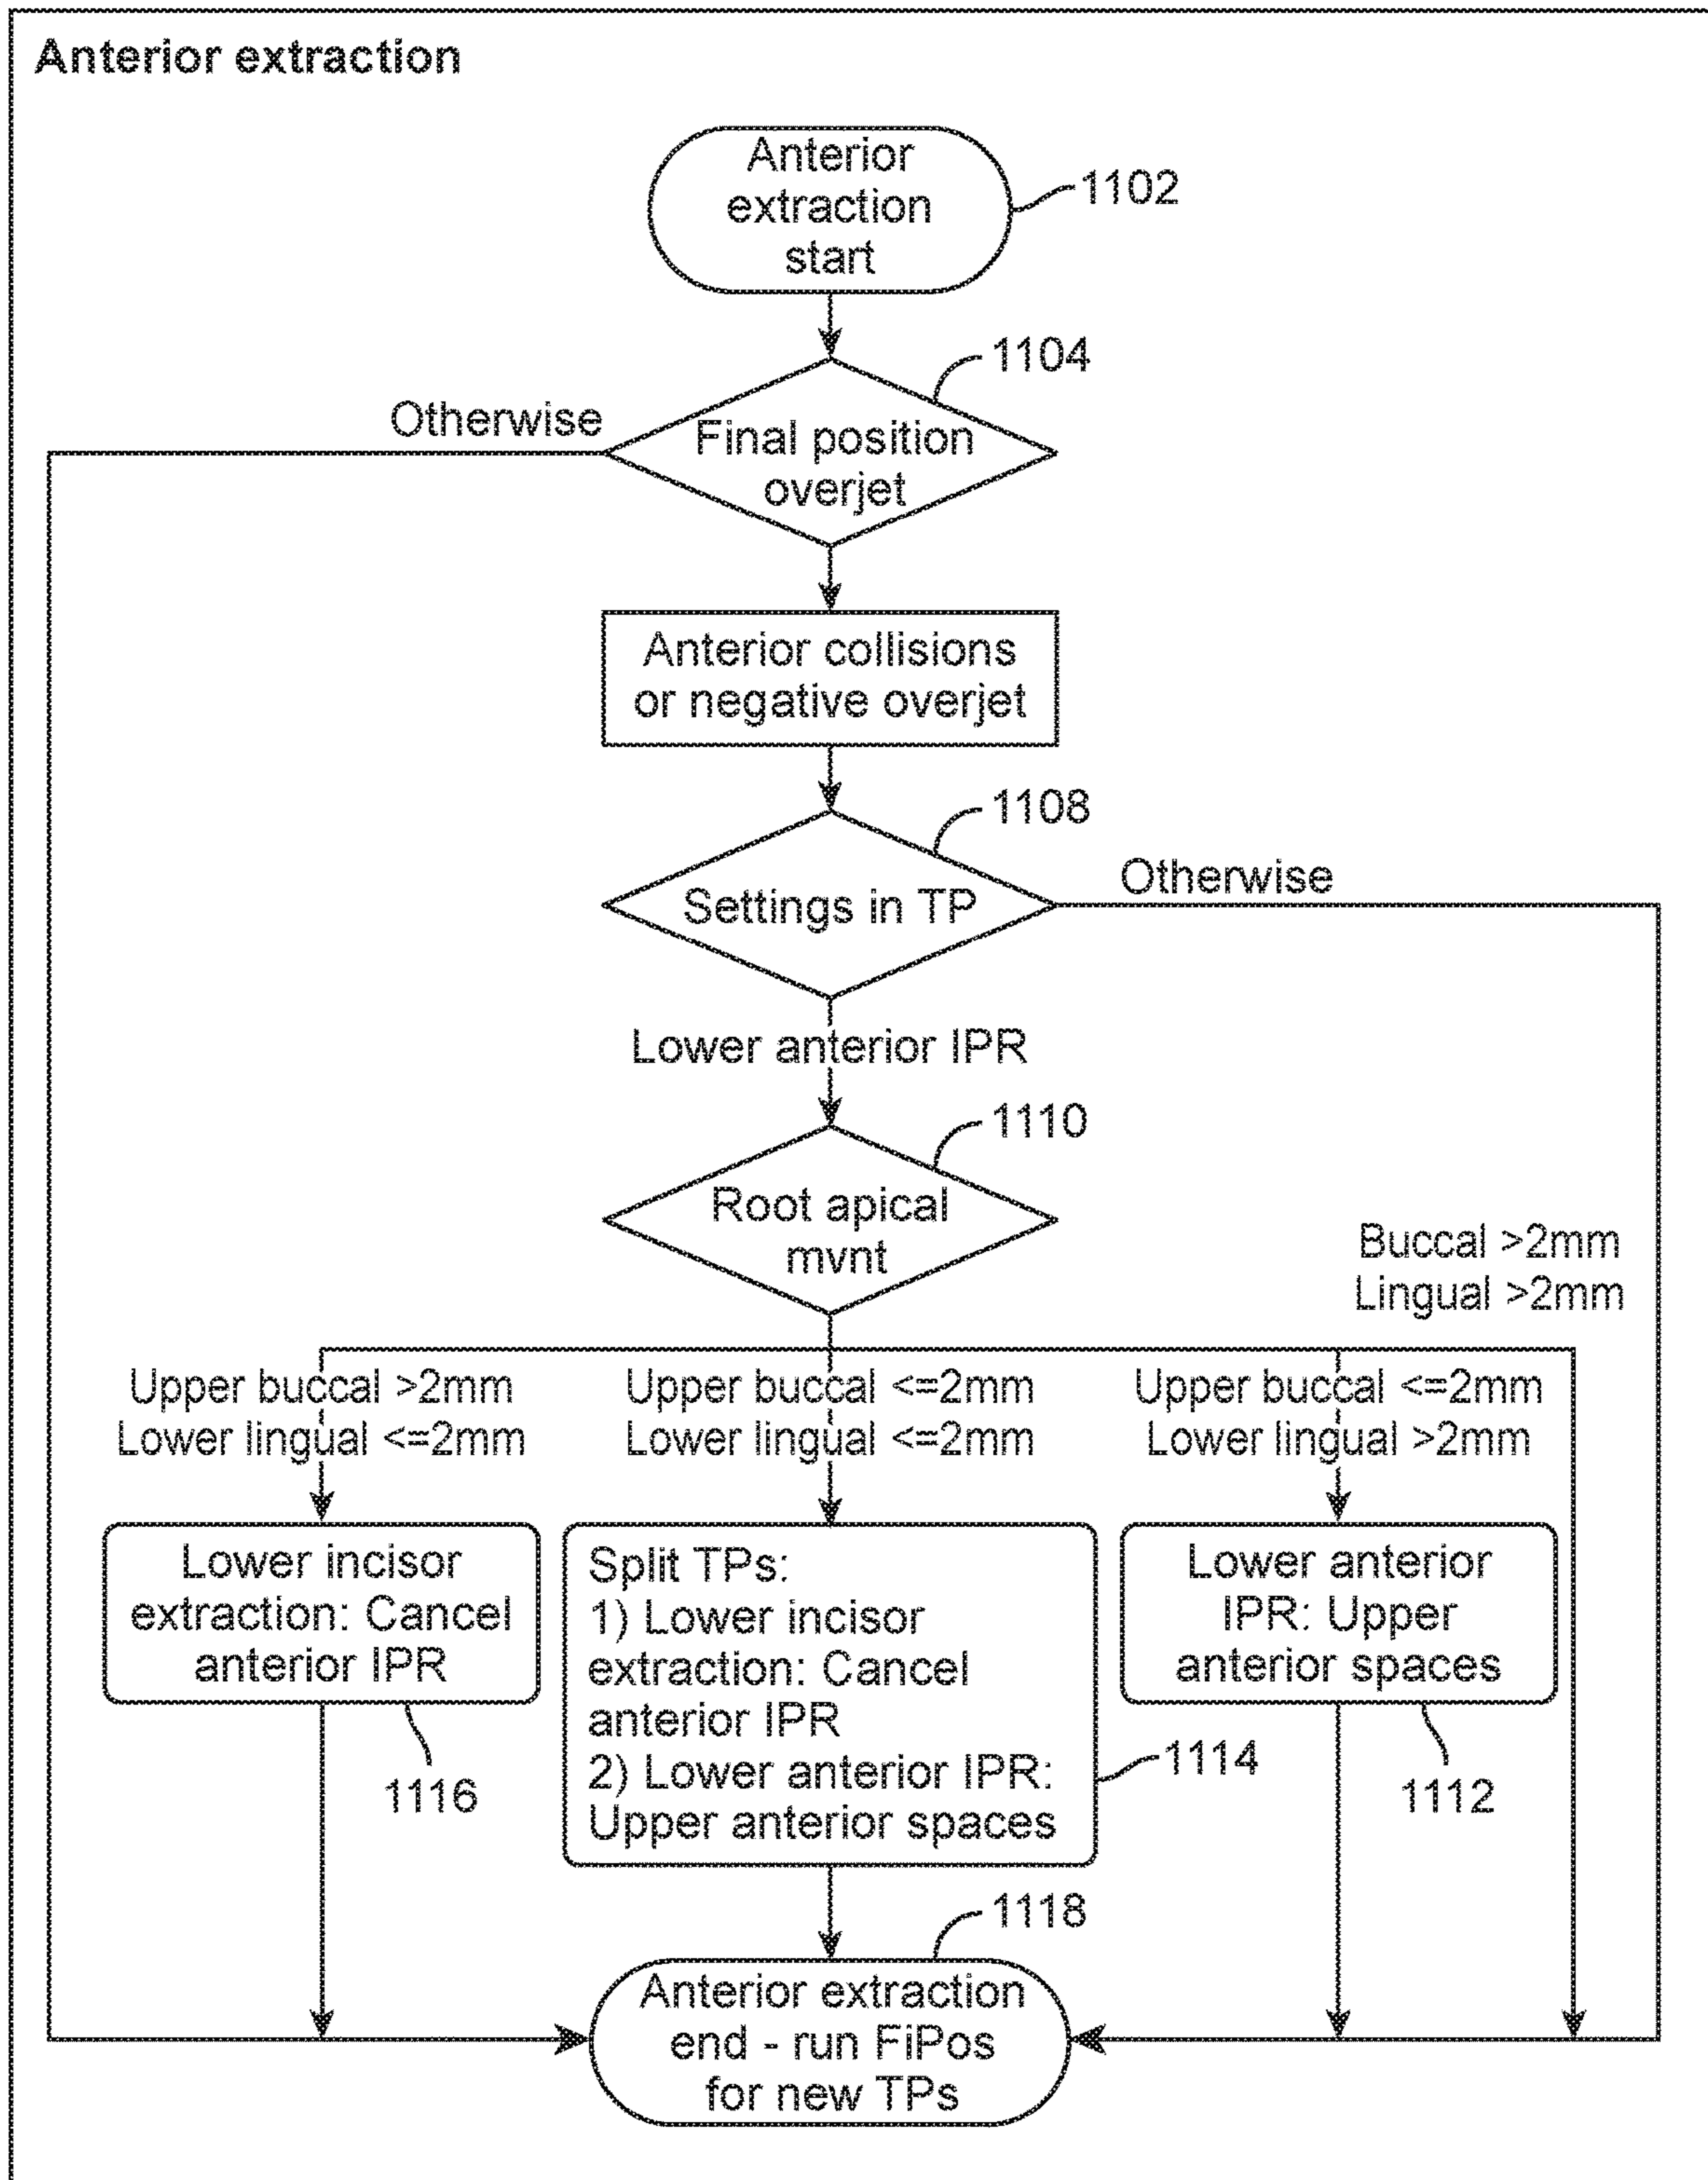 Anterior extraction
Anterior
extraction
start
1102
1104
Otherwise
Final position
overjet
Anterior collisions
or negative overjet
1108
Otherwise
Settings in TP
Lower anterior IPR
1110
Root apical
mvnt
Buccal >2mm
Lingual >2mm
Upper buccal >2mm
Lower lingual <=2mm
Upper buccal <=2mm
Lower lingual <=2mm
Upper buccal <=2mm
Lower lingual >2mm
Lower incisor
extraction: Cancel
anterior IPR
1116
Split TPs:
1) Lower incisor
extraction: Cancel
anterior IPR
2) Lower anterior IPR:
Upper anterior spaces
1114
Lower anterior
IPR: Upper
anterior spaces
1112
1118
Anterior extraction
end - run FiPos
for new TPs